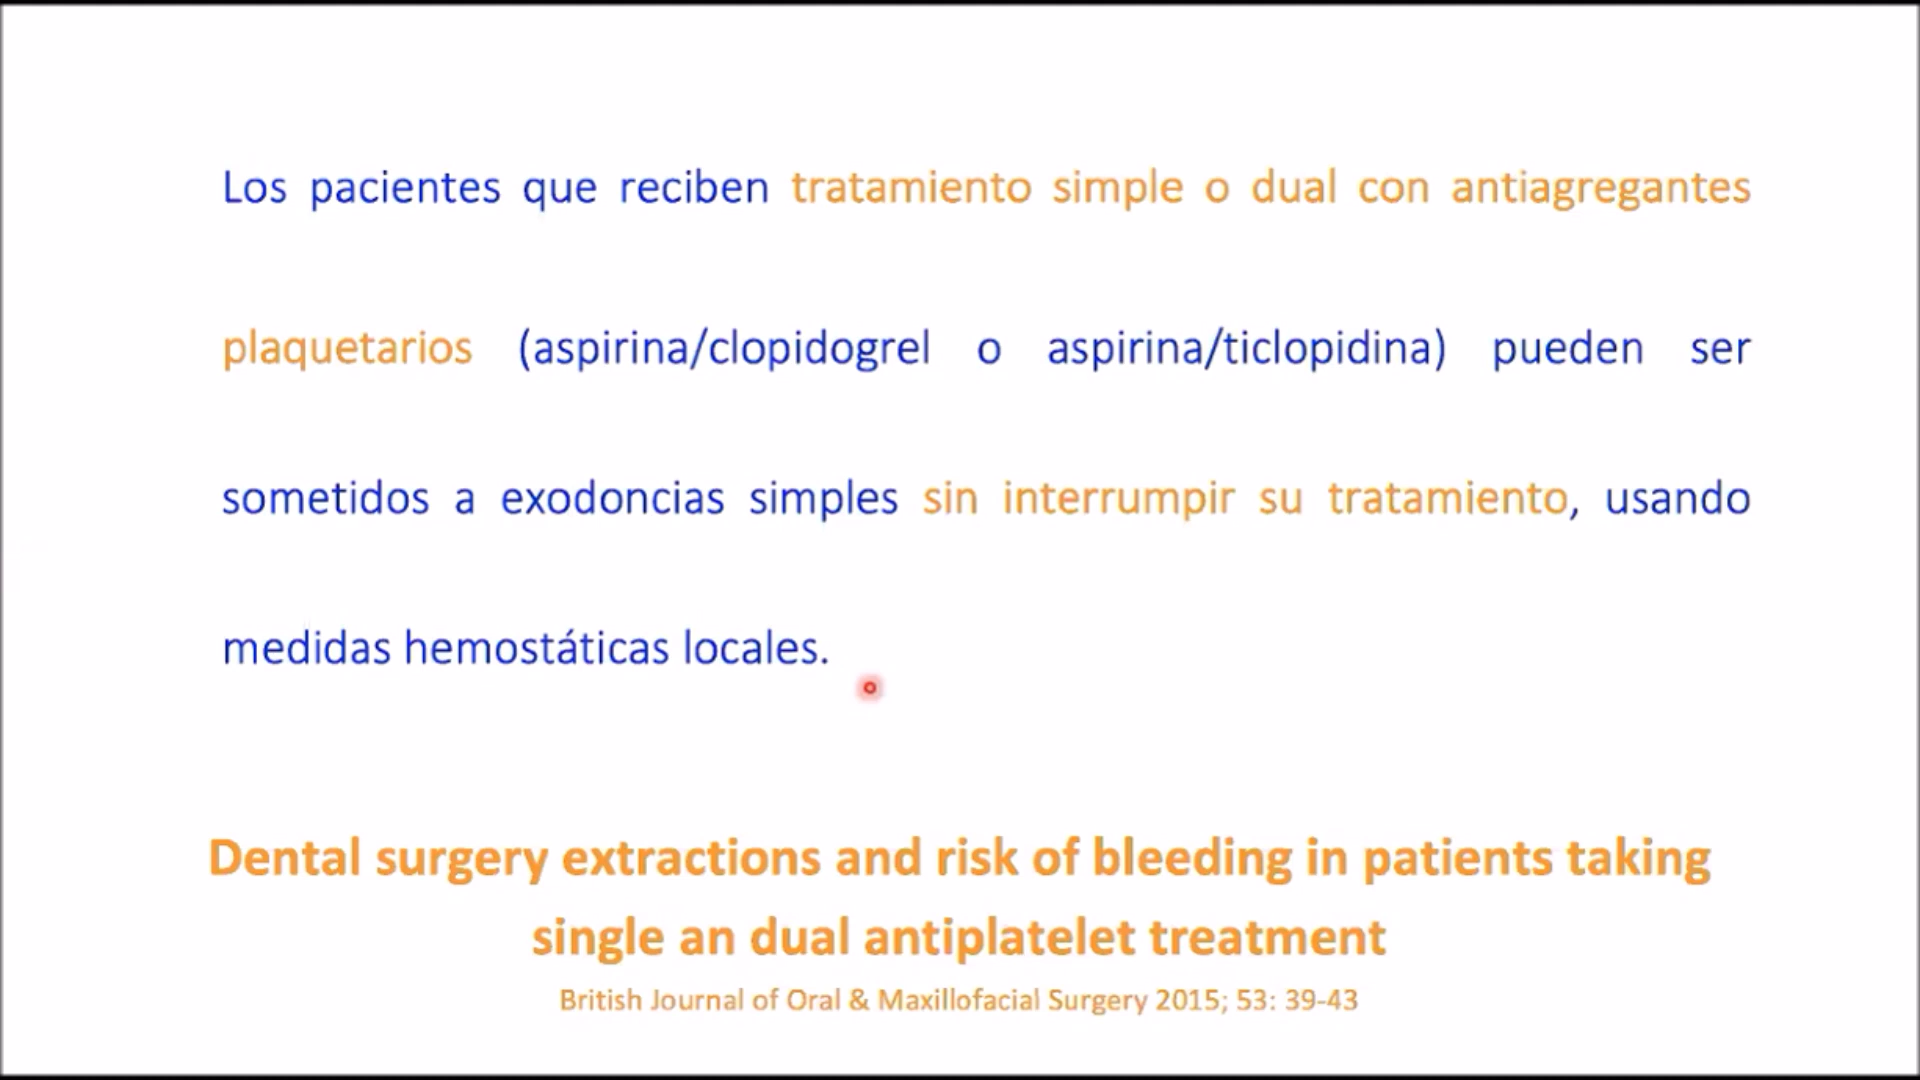 Los pacientes que reciben tratamiento simple o dual con antiagregantes
plaquetarios (aspirina/clopidogrel o aspirina/ticlopidina) pueden ser
sometidos a exodoncias simples sin interrumpir su tratamiento, usando
medidas hemostáticas locales.
Dental surgery extractions and risk of bleeding in patients taking
single an dual antiplatelet treatment
British Journal of Oral & Maxillofacial Surgery 2015; 53: 39-43